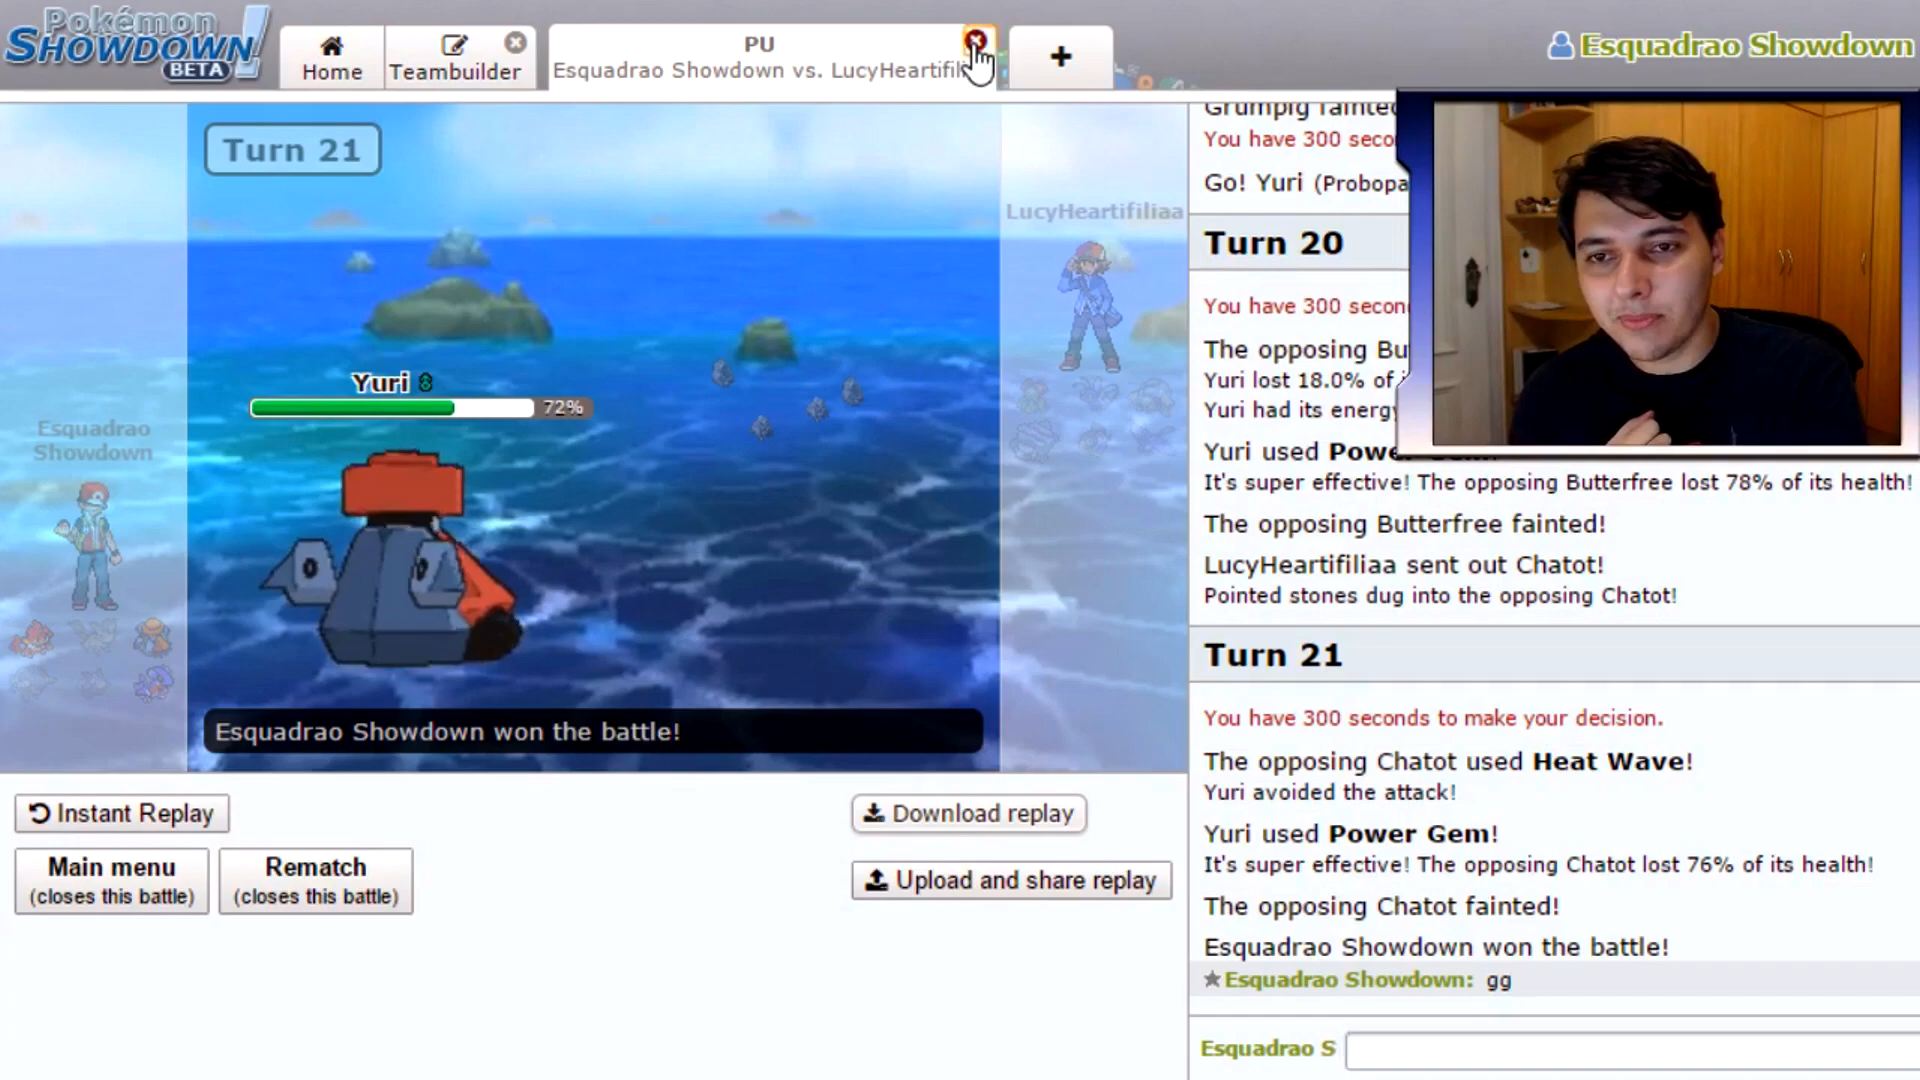 Pokémon
SHOWDOWN!
BETA
Home
Teambuilder
PU
Esquadrao Showdown vs. LucyHeartifili
+
Esquadrao Showdown
Turn 21
Yuri
72%
Esquadrao
Showdown
LucyHeartifiliaa
Esquadrao Showdown won the battle!
Instant Replay
Download replay
Main menu
(closes this battle)
Rematch
(closes this battle)
Upload and share replay
Grumpig fainted
You have 300 seco
Go! Yuri (Probopa
Turn 20
You have 300 secon
The opposing Bu
Yuri lost 18.0% of i
Yuri had its energy
Yuri used Power Gem!
It's super effective! The opposing Butterfree lost 78% of its health!
The opposing Butterfree fainted!
LucyHeartifiliaa sent out Chatot!
Pointed stones dug into the opposing Chatot!
Turn 21
You have 300 seconds to make your decision.
The opposing Chatot used Heat Wave!
Yuri avoided the attack!
Yuri used Power Gem!
It's super effective! The opposing Chatot lost 76% of its health!
The opposing Chatot fainted!
Esquadrao Showdown won the battle!
★Esquadrao Showdown: gg
Esquadrao S